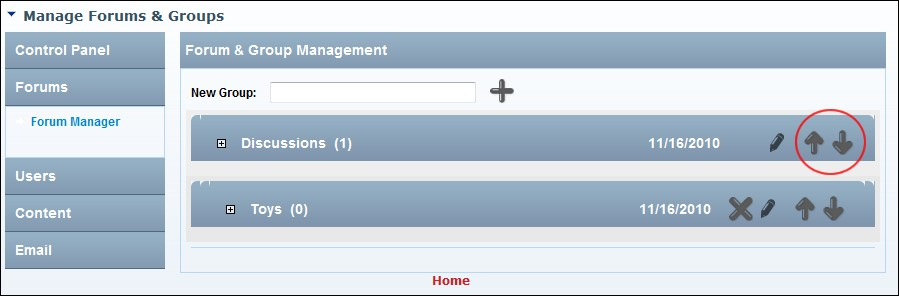 Manage Forums & Groups
Control Panel
Forums
Forum Manager
Users
Content
Email
Forum & Group Management
New Group:
Discussions (1) 11/16/2010
Toys (0) 11/16/2010
Home